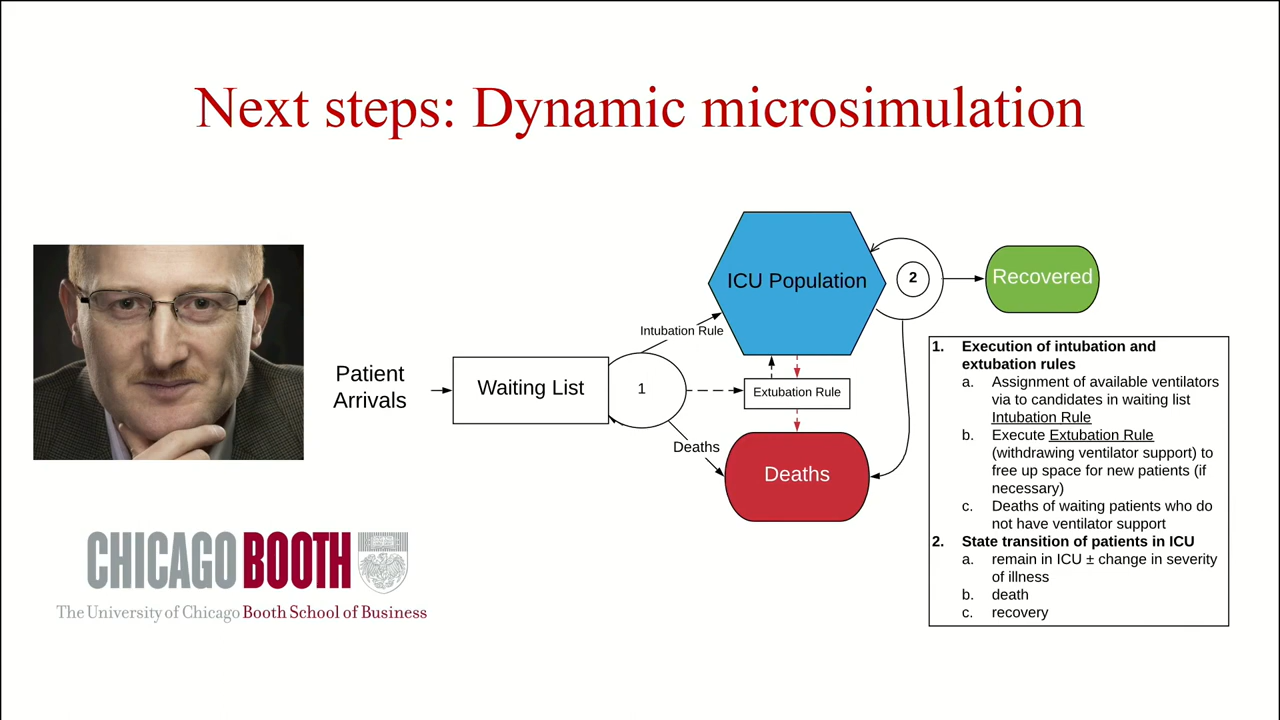 Next steps: Dynamic microsimulation
Patient
Arrivals
Waiting List
1
Intubation Rule
Deaths
ICU Population
Extubation Rule
Deaths
2
Recovered
1. Execution of intubation and
extubation rules
a. Assignment of available ventilators
via to candidates in waiting list
Intubation Rule
b. Execute Extubation Rule
(withdrawing ventilator support) to
free up space for new patients (if
necessary)
c. Deaths of waiting patients who do
not have ventilator support
2. State transition of patients in ICU
a. remain in ICU ± change in severity
of illness
b. death
c. recovery
CHICAGO BOOTH
The University of Chicago Booth School of Business